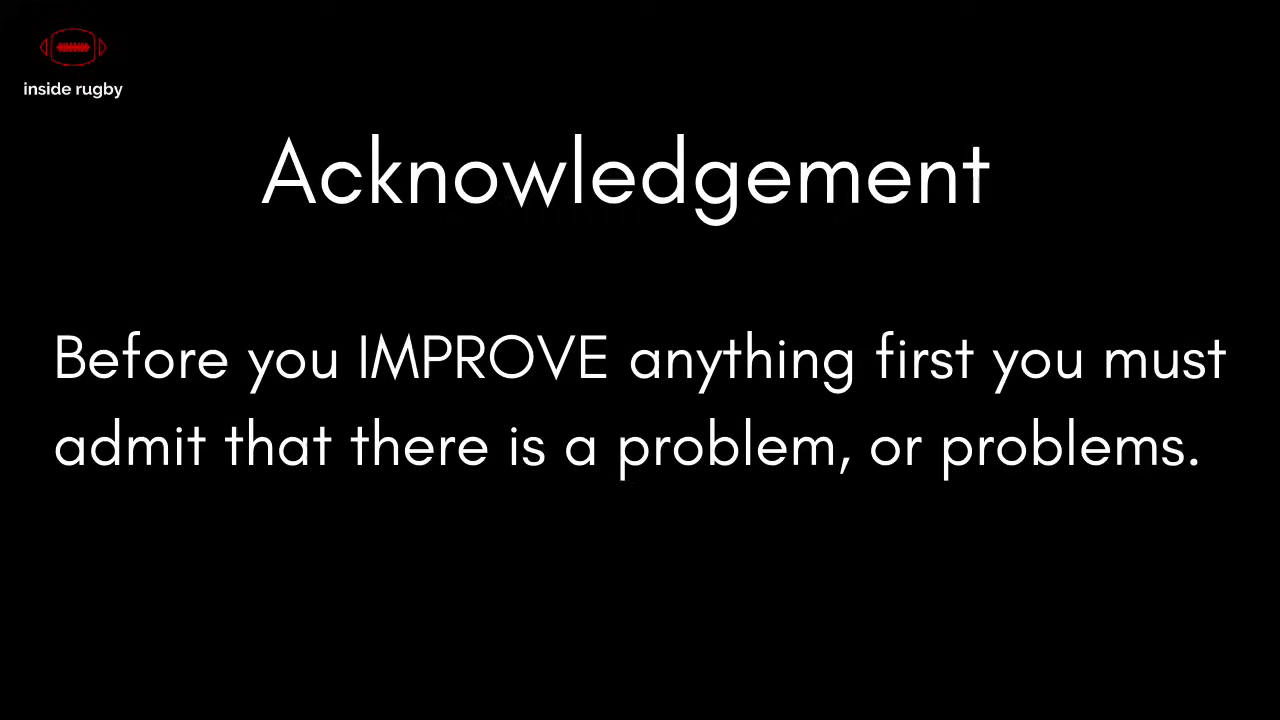 inside rugby
Acknowledgement
Before you IMPROVE anything first you must
admit that there is a problem, or problems.